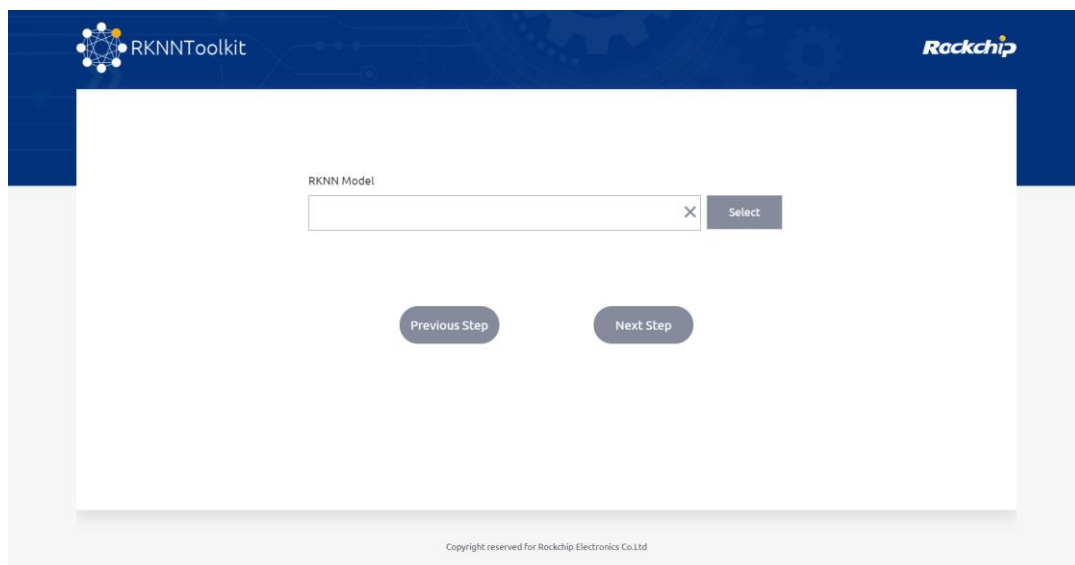 RKNNToolkit
Rockchip
RKNN Model
Select
Previous Step
Next Step
Copyright reserved for Rockchip Electronics Co.Ltd